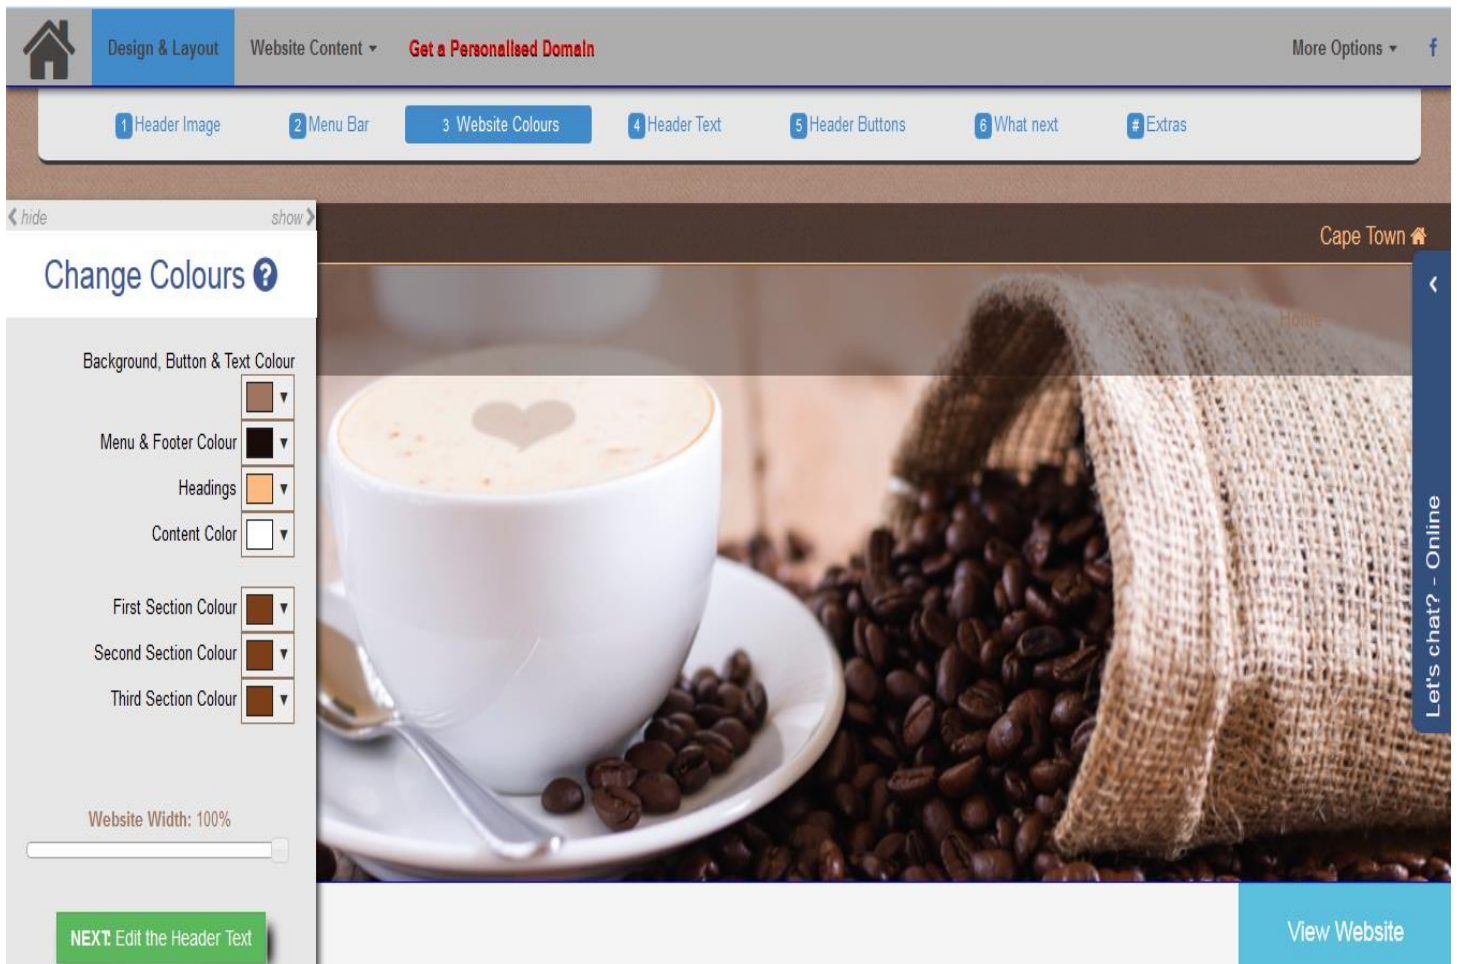 Design & Layout
Website Content
Get a Personalised Domain
More Options
f
1 Header Image
2 Menu Bar
3 Website Colours
4 Header Text
5 Header Buttons
6 What next
# Extras
hide
show
Cape Town
Change Colours ?
Home
Background, Button & Text Colour
Menu & Footer Colour
Headings
Content Color
First Section Colour
Second Section Colour
Third Section Colour
Website Width: 100%
NEXT: Edit the Header Text
Let's chat? - Online
View Website